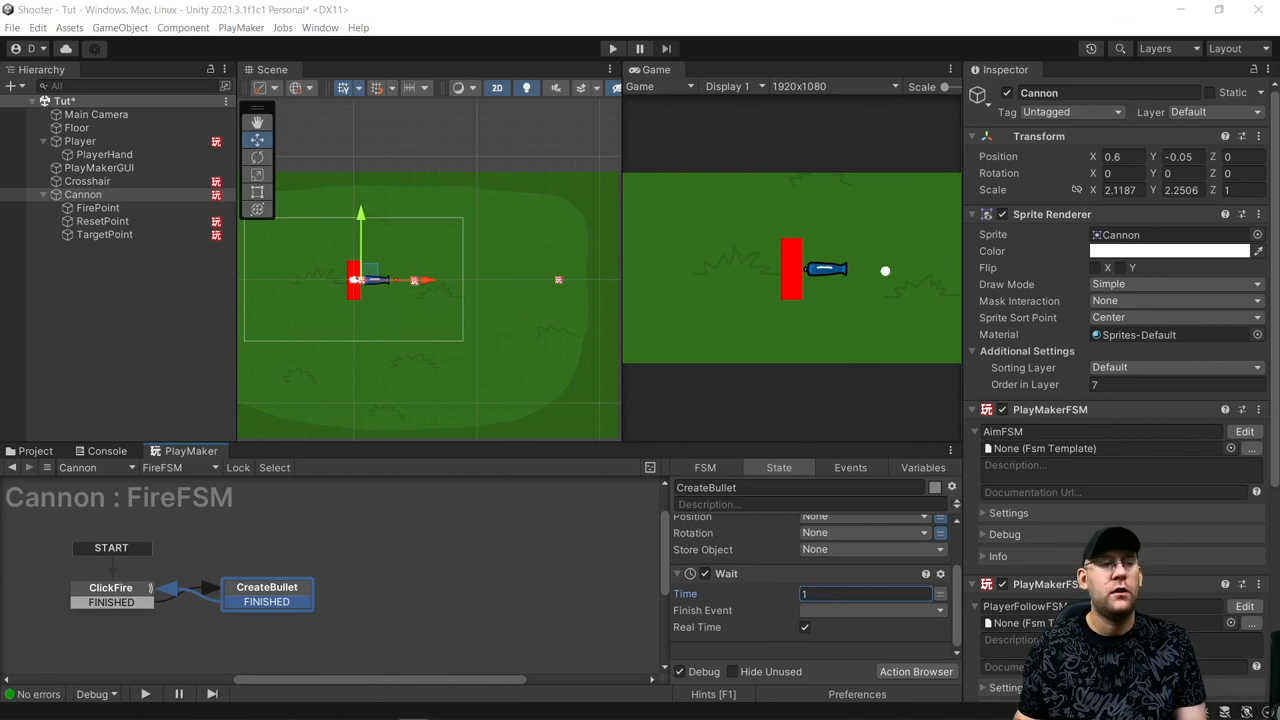 Shooter - Tut - Windows, Mac, Linux - Unity 2021.3.1f1c1 Personal* <DX11>
File Edit Assets GameObject Component PlayMaker Jobs Window Help
D Layers Layout
Hierarchy
All
Tut*
Main Camera
Floor
Player
PlayerHand
PlayMakerGUI
Crosshair
Cannon
FirePoint
ResetPoint
TargetPoint
Scene
2D
Game
Game Display 1 1920x1080 Scale
Inspector
Cannon Static
Tag Untagged Layer Default
Transform
Position X 0.6 Y -0.05 Z 0
Rotation X 0 Y 0 Z 0
Scale X 2.1187 Y 2.2506 Z 1
Sprite Renderer
Sprite Cannon
Color
Flip X Y
Draw Mode Simple
Mask Interaction None
Sprite Sort Point Center
Material Sprites-Default
Additional Settings
Sorting Layer Default
Order in Layer 7
PlayMakerFSM
AimFSM Edit
None (Fsm Template) ...
Description...
Documentation Url...
Settings
Debug
Info
PlayMakerFSM
PlayerFollowFSM Edit
None (Fsm ...
Description...
Settings
Project Console PlayMaker
Cannon FireFSM Lock Select
Cannon : FireFSM
START
ClickFire
FINISHED
CreateBullet
FINISHED
FSM State Events Variables
CreateBullet
Description...
Position None
Rotation None
Store Object None
Wait
Time 1
Finish Event
Real Time
Debug Hide Unused Action Browser
No errors Debug
Hints [F1] Preferences